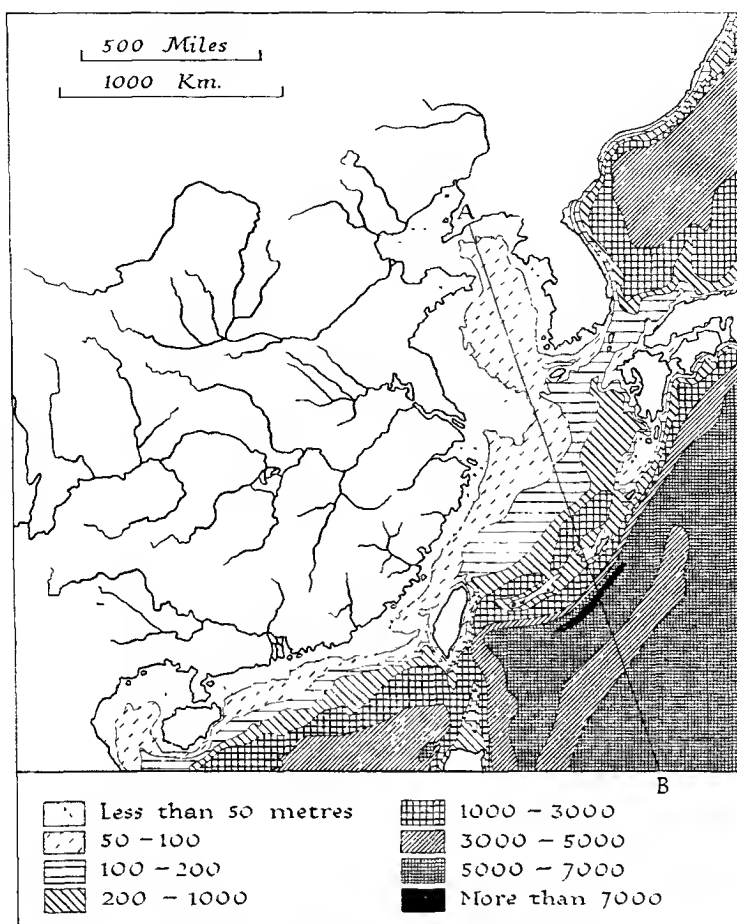 500 Miles
1000 Km.
A
B
Less than 50 metres
50 – 100
100 – 200
200 – 1000
1000 – 3000
3000 – 5000
5000 – 7000
More than 7000